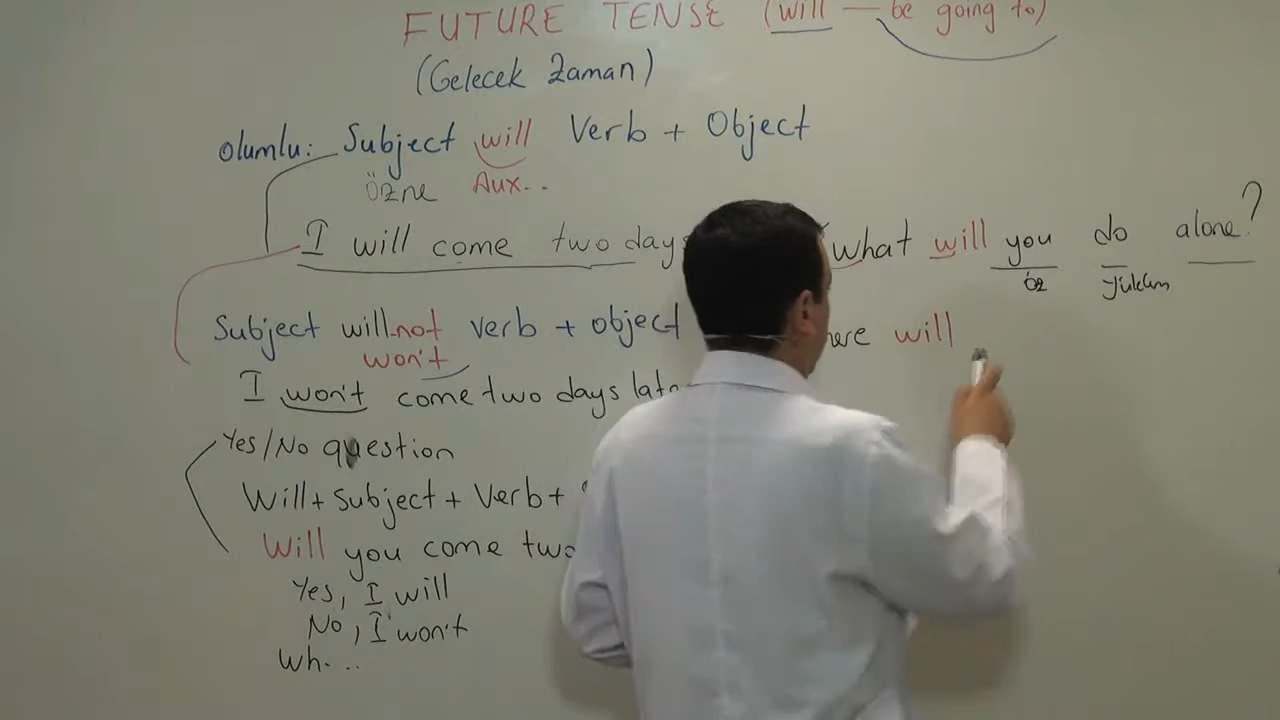 FUTURE TENSE (will — be going to)
(Gelecek Zaman)
olumlu: Subject will Verb + Object
Özne Aux..
I will come two days
Subject will not verb + object
won't
I won't come two days
Yes/No question
Will + Subject + Verb +
Will you come two
Yes, I will
No, I won't
Wh. ..
what will you do alone?
öz yüklem
will